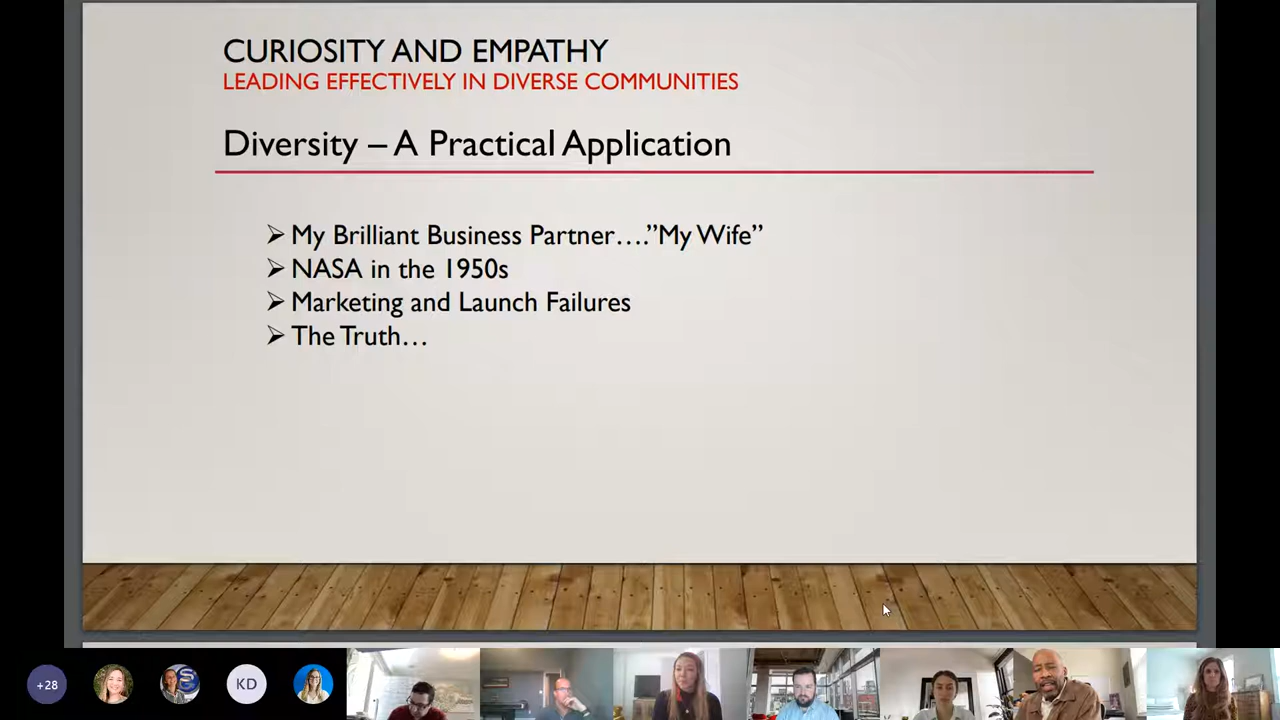 CURIOSITY AND EMPATHY
LEADING EFFECTIVELY IN DIVERSE COMMUNITIES
Diversity – A Practical Application
➢ My Brilliant Business Partner….”My Wife”
➢ NASA in the 1950s
➢ Marketing and Launch Failures
➢ The Truth…
+28
KD